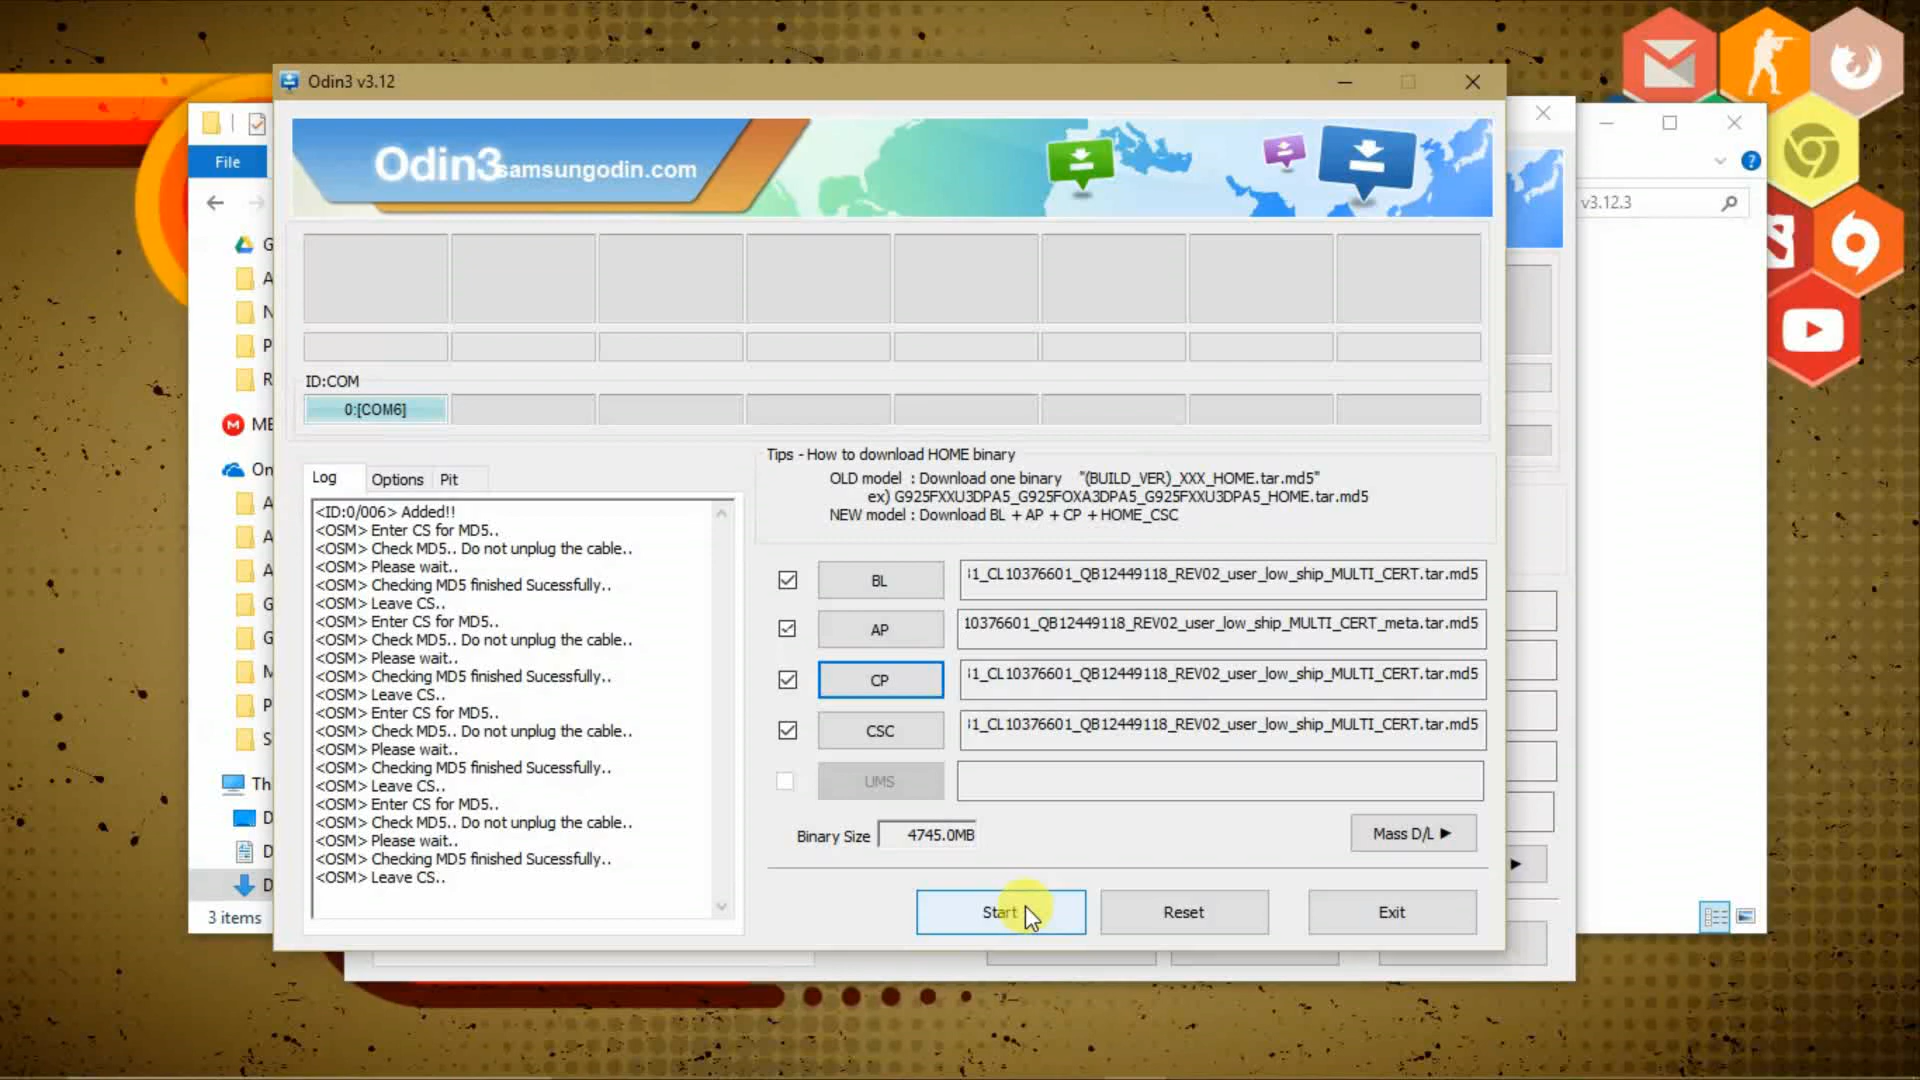 Odin3 v3.12
Odin3
samsungodin.com
File
v3.12.3
ID:COM
0:[COM6]
Log
Options
Pit
<ID:0/006> Added!!
<OSM> Enter CS for MD5..
<OSM> Check MD5.. Do not unplug the cable..
<OSM> Please wait..
<OSM> Checking MD5 finished Sucessfully..
<OSM> Leave CS..
<OSM> Enter CS for MD5..
<OSM> Check MD5.. Do not unplug the cable..
<OSM> Please wait..
<OSM> Checking MD5 finished Sucessfully..
<OSM> Leave CS..
<OSM> Enter CS for MD5..
<OSM> Check MD5.. Do not unplug the cable..
<OSM> Please wait..
<OSM> Checking MD5 finished Sucessfully..
<OSM> Leave CS..
<OSM> Enter CS for MD5..
<OSM> Check MD5.. Do not unplug the cable..
<OSM> Please wait..
<OSM> Checking MD5 finished Sucessfully..
<OSM> Leave CS..
Tips - How to download HOME binary
OLD model : Download one binary "(BUILD_VER)_XXX_HOME.tar.md5"
ex) G925FXXU3DPA5_G925FOXA3DPA5_G925FXXU3DPA5_HOME.tar.md5
NEW model : Download BL + AP + CP + HOME_CSC
BL
1_CL10376601_QB12449118_REV02_user_low_ship_MULTI_CERT.tar.md5
AP
10376601_QB12449118_REV02_user_low_ship_MULTI_CERT_meta.tar.md5
CP
1_CL10376601_QB12449118_REV02_user_low_ship_MULTI_CERT.tar.md5
CSC
1_CL10376601_QB12449118_REV02_user_low_ship_MULTI_CERT.tar.md5
UMS
Binary Size 4745.0MB
Mass D/L ►
Start
Reset
Exit
3 items